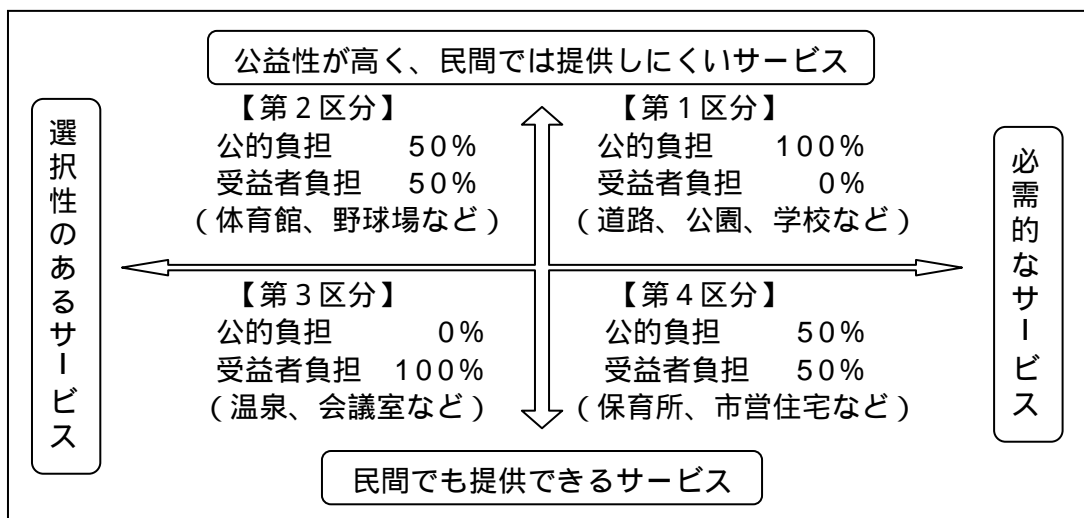 公益性が高く、民間では提供しにくいサービス
選択性のあるサービス
【第２区分】
公的負担　５０％
受益者負担　５０％
（体育館、野球場など）
【第１区分】
公的負担　１００％
受益者負担　０％
（道路、公園、学校など）
必需的なサービス
【第３区分】
公的負担　０％
受益者負担　１００％
（温泉、会議室など）
【第４区分】
公的負担　５０％
受益者負担　５０％
（保育所、市営住宅など）
民間でも提供できるサービス